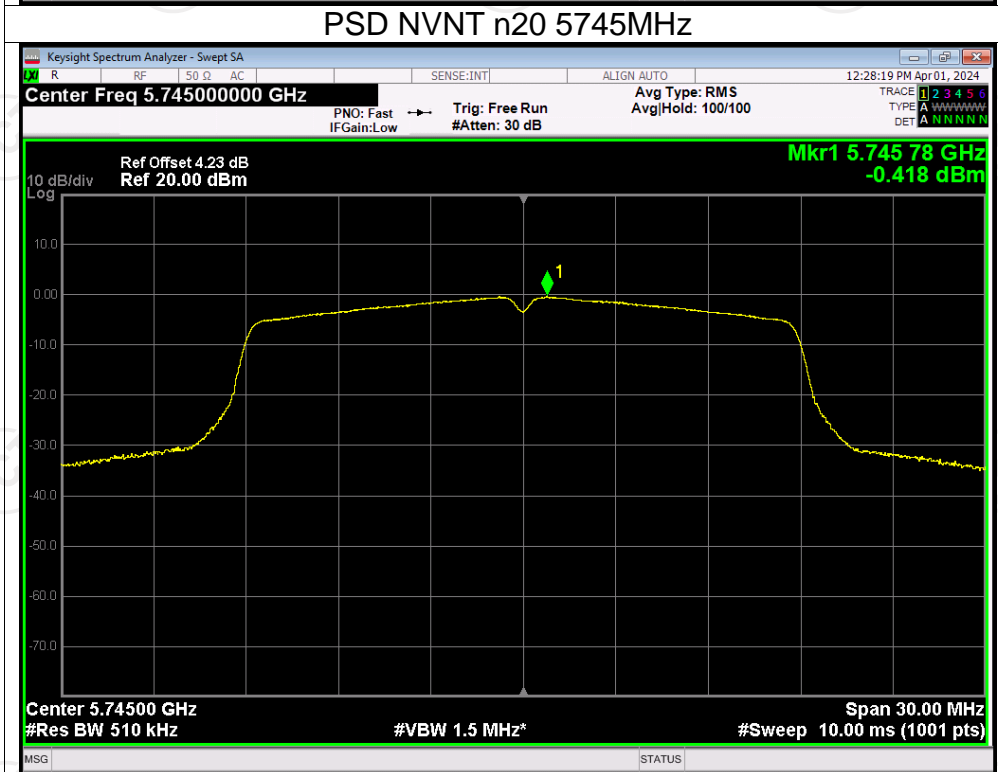 PSD NVNT n20 5745MHz
Keysight Spectrum Analyzer - Swept SA
LXI R RF 50 Ω AC SENSE:INT ALIGN AUTO 12:28:19 PM Apr 01, 2024
Center Freq 5.745000000 GHz Avg Type: RMS TRACE 1 2 3 4 5 6
PNO: Fast Trig: Free Run Avg|Hold: 100/100 TYPE A WWWWW
IFGain:Low #Atten: 30 dB DET A N N N N N
Mkr1 5.745 78 GHz
-0.418 dBm
Ref Offset 4.23 dB
10 dB/div Ref 20.00 dBm
Log
10.0
1
0.00
-10.0
-20.0
-30.0
-40.0
-50.0
-60.0
-70.0
Center 5.74500 GHz Span 30.00 MHz
#Res BW 510 kHz #VBW 1.5 MHz* #Sweep 10.00 ms (1001 pts)
MSG STATUS